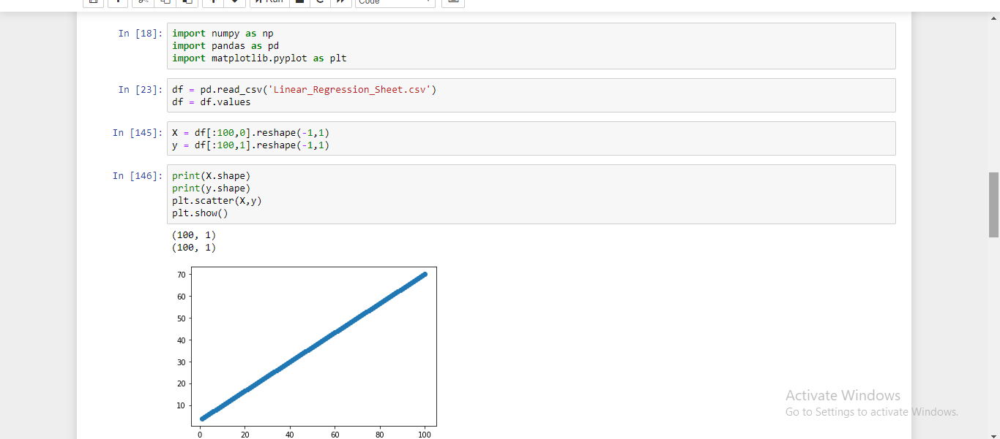 Run
Code
In [18]: import numpy as np
import pandas as pd
import matplotlib.pyplot as plt
In [23]: df = pd.read_csv('Linear_Regression_Sheet.csv')
df = df.values
In [145]: X = df[:100,0].reshape(-1,1)
y = df[:100,1].reshape(-1,1)
In [146]: print(X.shape)
print(y.shape)
plt.scatter(X,y)
plt.show()
(100, 1)
(100, 1)
70
60
50
40
30
20
10
0 20 40 60 80 100
Activate Windows
Go to Settings to activate Windows.